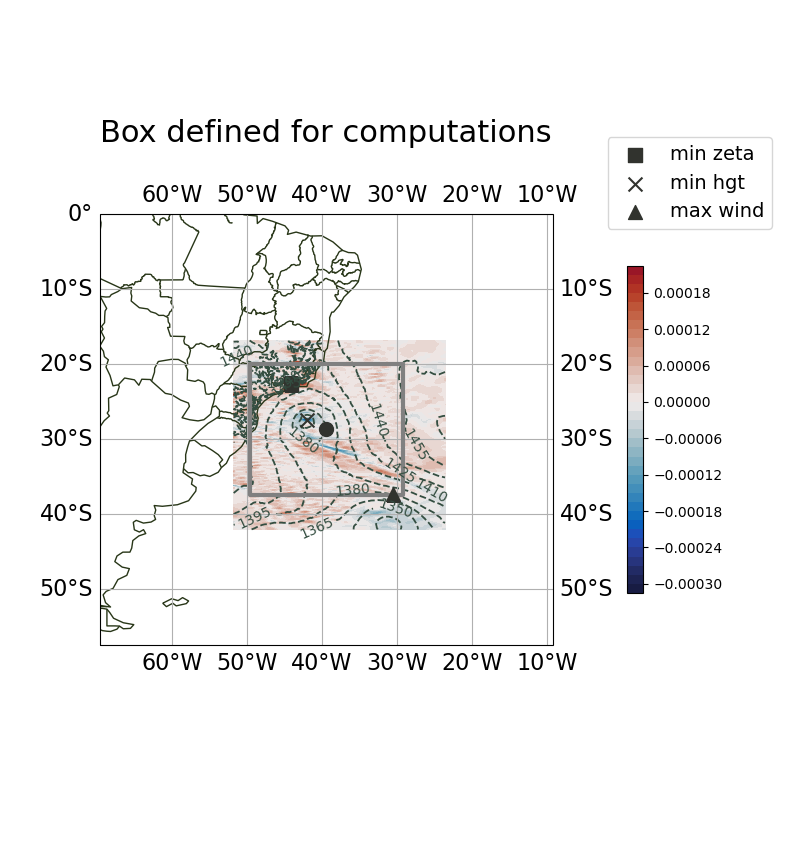 Box defined for computations
min zeta
min hgt
max wind
60°W 50°W 40°W 30°W 20°W 10°W
0°
10°S 10°S
20°S 20°S
30°S 30°S
40°S 40°S
50°S 50°S
60°W 50°W 40°W 30°W 20°W 10°W
1440
1440
1455
1380
1425
1410
1380
1350
1395
1365
0.00018
0.00012
0.00006
0.00000
−0.00006
−0.00012
−0.00018
−0.00024
−0.00030